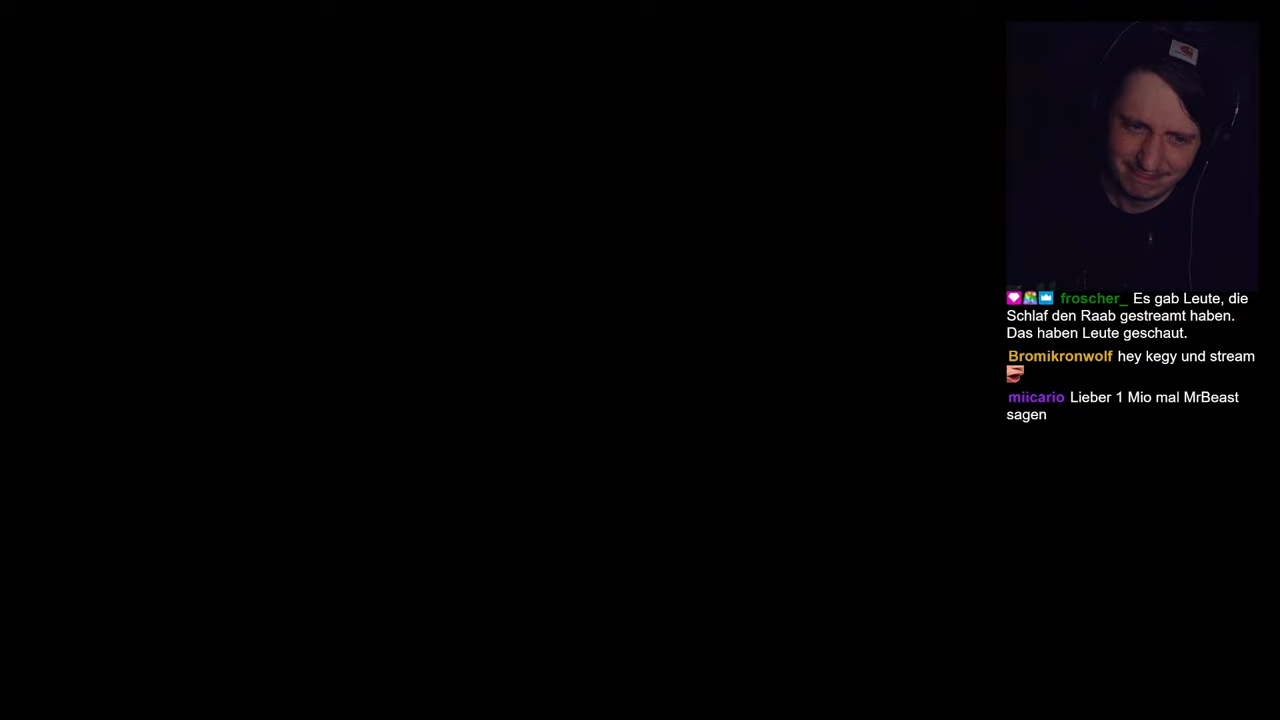 froscher_ Es gab Leute, die
Schlaf den Raab gestreamt haben.
Das haben Leute geschaut.
Bromikronwolf hey kegy und stream
miicario Lieber 1 Mio mal MrBeast
sagen